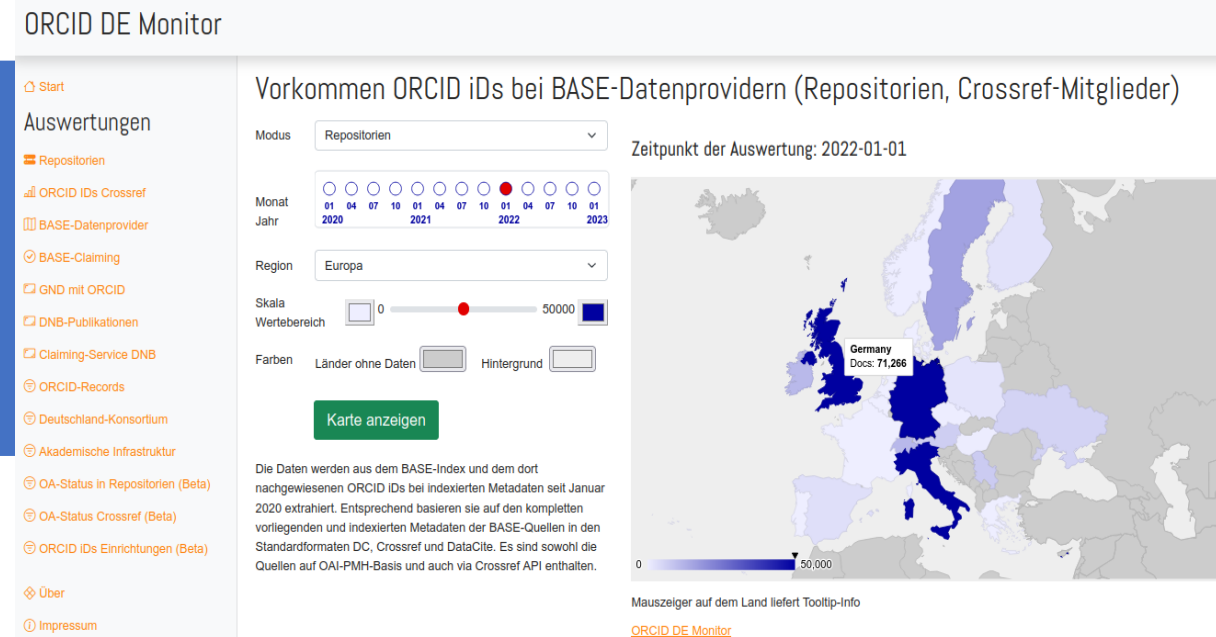 ORCID DE Monitor
Start
Auswertungen
Repositorien
ORCID IDs Crossref
BASE-Datenprovider
BASE-Claiming
GND mit ORCID
DNB-Publikationen
Claiming-Service DNB
ORCID-Records
Deutschland-Konsortium
Akademische Infrastruktur
OA-Status in Repositorien (Beta)
OA-Status Crossref (Beta)
ORCID iDs Einrichtungen (Beta)
Über
Impressum
Vorkommen ORCID iDs bei BASE-Datenprovidern (Repositorien, Crossref-Mitglieder)
Modus
Repositorien
Monat
Jahr
01 04 07 10 01 04 07 10 01 04 07 10 01
2020 2021 2022 2023
Region
Europa
Skala
Wertebereich
0 50000
Farben
Länder ohne Daten Hintergrund
Karte anzeigen
Die Daten werden aus dem BASE-Index und dem dort
nachgewiesenen ORCID iDs bei indexierten Metadaten seit Januar
2020 extrahiert. Entsprechend basieren sie auf den kompletten
vorliegenden und indexierten Metadaten der BASE-Quellen in den
Standardformaten DC, Crossref und DataCite. Es sind sowohl die
Quellen auf OAI-PMH-Basis und auch via Crossref API enthalten.
Zeitpunkt der Auswertung: 2022-01-01
Germany
Docs: 71,266
0 50,000
Mauszeiger auf dem Land liefert Tooltip-Info
ORCID DE Monitor